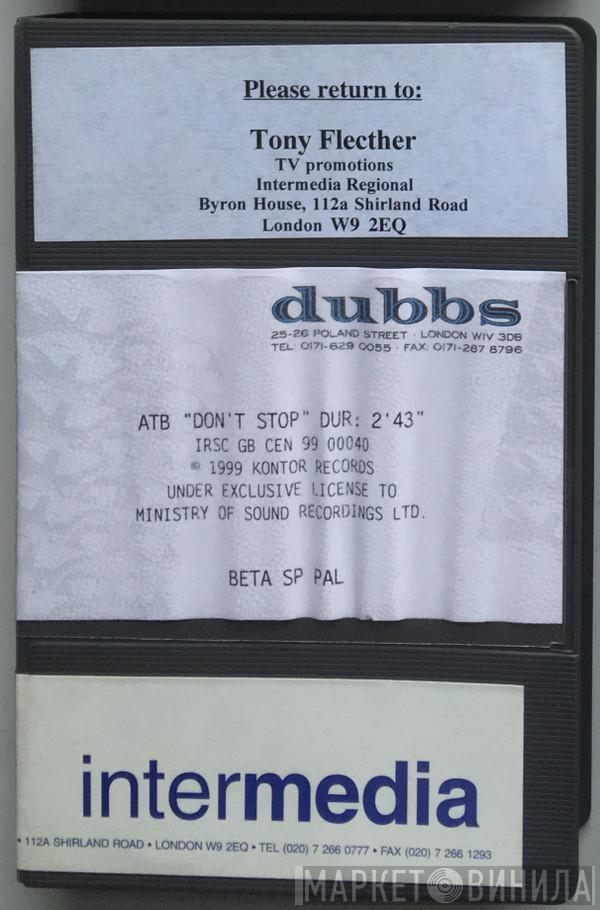 Please return to:
Tony Flecther
TV promotions
Intermedia Regional
Byron House, 112a Shirland Road
London W9 2EQ
dubbs
25-26 POLAND STREET · LONDON W1V 3DB
TEL: 0171-629 0055 · FAX: 0171-287 8796
ATB "DON'T STOP" DUR: 2'43"
IRSC GB CEN 99 00040
© 1999 KONTOR RECORDS
UNDER EXCLUSIVE LICENSE TO
MINISTRY OF SOUND RECORDINGS LTD.
BETA SP PAL
intermedia
• 112A SHIRLAND ROAD • LONDON W9 2EQ • TEL (020) 7 266 0777 • FAX (020) 7 266 1293
МАРКЕТ ВИНИЛА